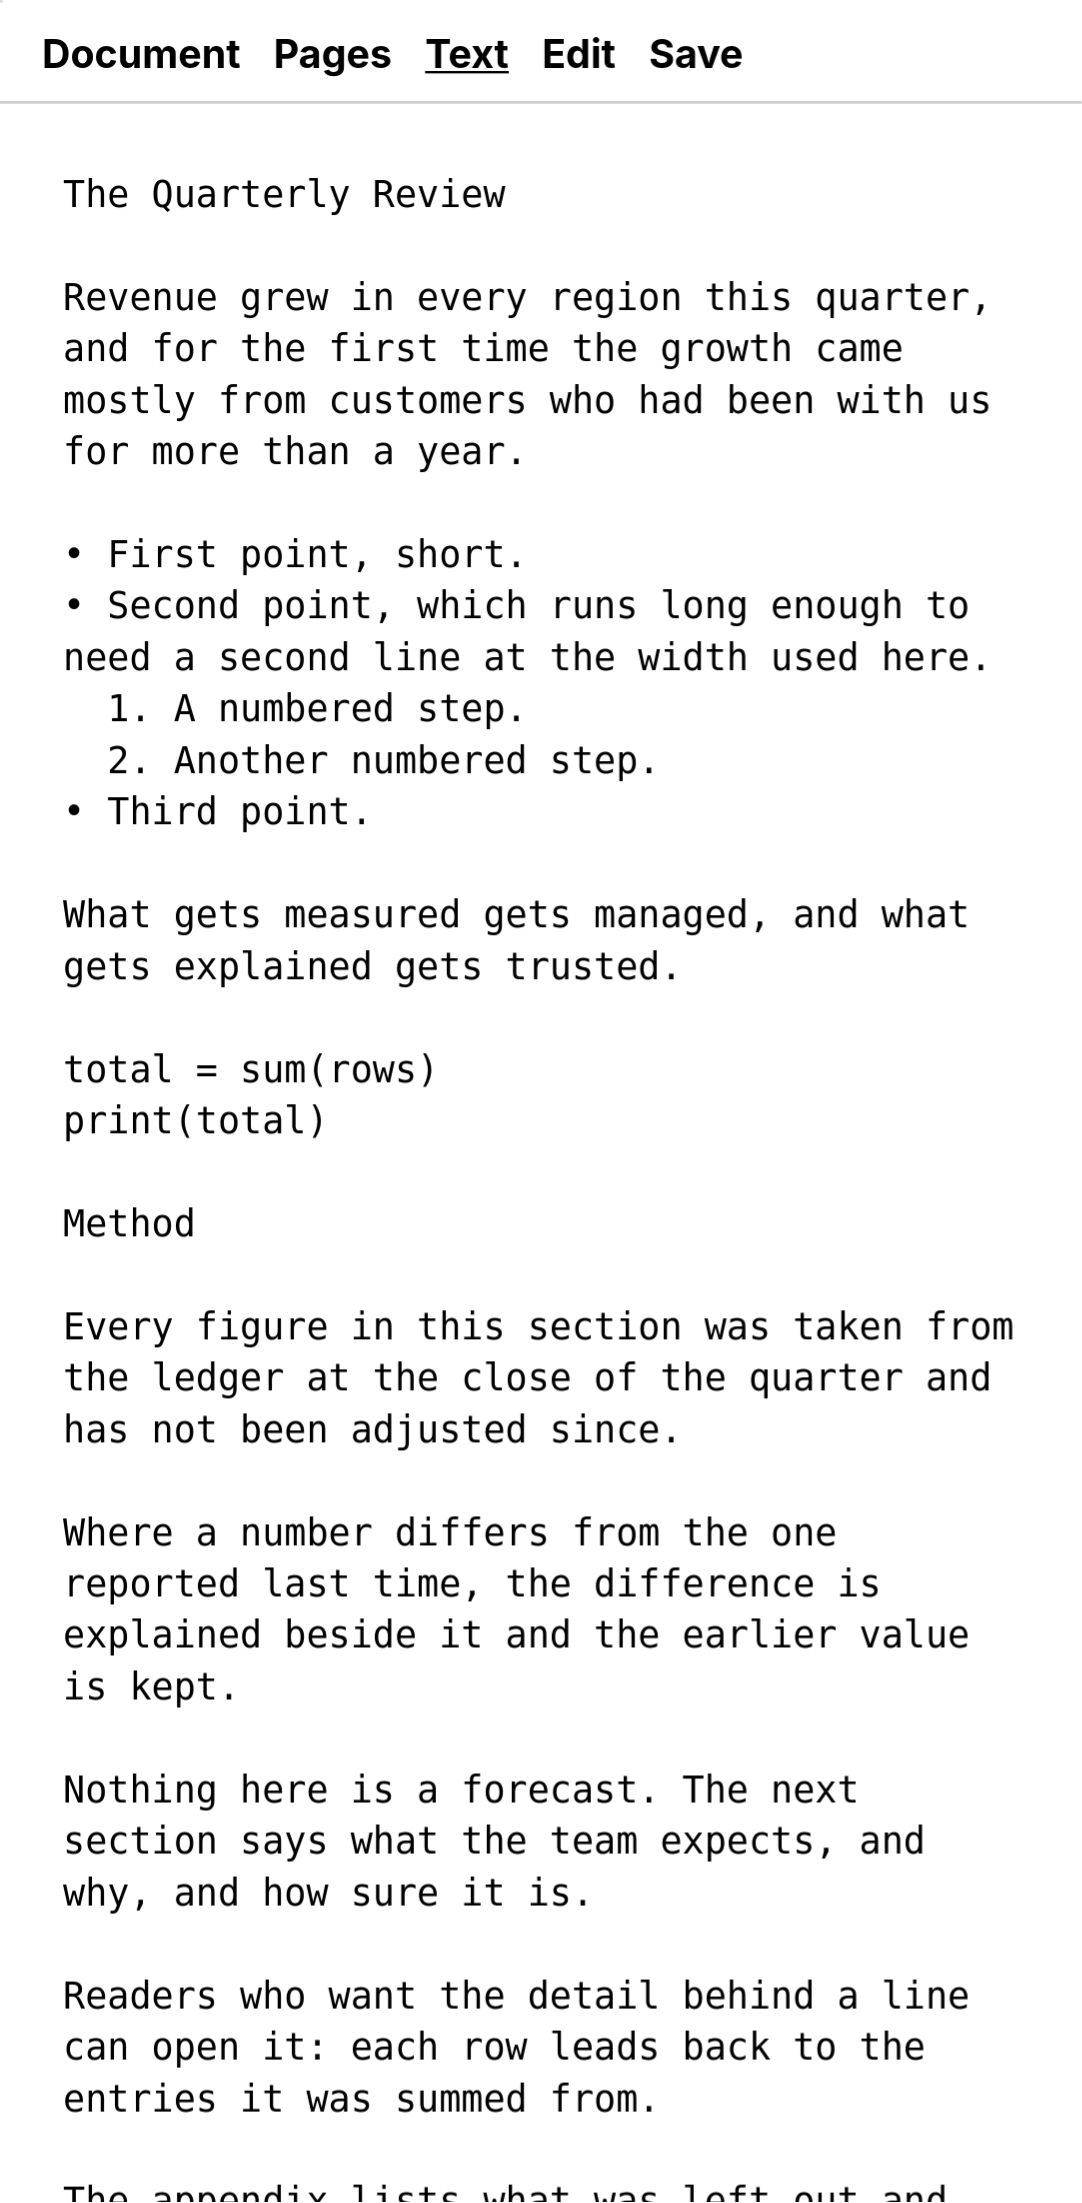 Document Pages Text Edit Save
The Quarterly Review
Revenue grew in every region this quarter,
and for the first time the growth came
mostly from customers who had been with us
for more than a year.
• First point, short.
• Second point, which runs long enough to
need a second line at the width used here.
1. A numbered step.
2. Another numbered step.
• Third point.
What gets measured gets managed, and what
gets explained gets trusted.
total = sum(rows)
print(total)
Method
Every figure in this section was taken from
the ledger at the close of the quarter and
has not been adjusted since.
Where a number differs from the one
reported last time, the difference is
explained beside it and the earlier value
is kept.
Nothing here is a forecast. The next
section says what the team expects, and
why, and how sure it is.
Readers who want the detail behind a line
can open it: each row leads back to the
entries it was summed from.
The appendix lists what was left out and